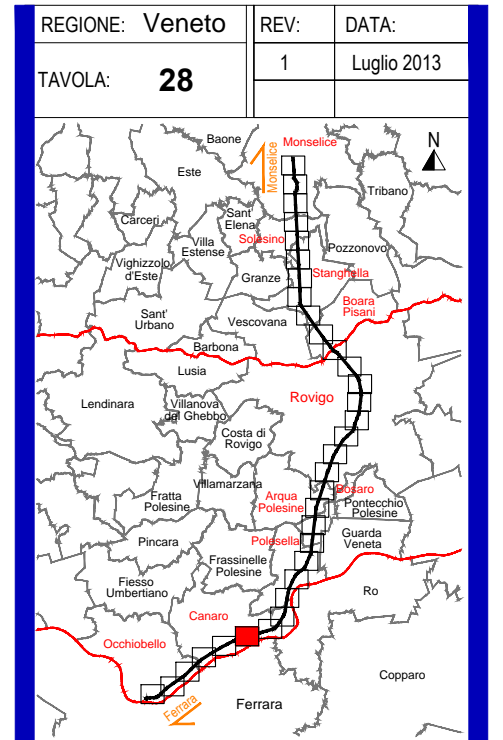 REGIONE: Veneto
REV:
DATA:
TAVOLA: 28
1
Luglio 2013
Baone
Monselice
N
Monselice
Este
Tribano
Carceri
Sant'
Elena
Villa
Estense
Solesino
Pozzonovo
Vighizzolo
d'Este
Granze
Stanghella
Boara
Pisani
Sant'
Urbano
Vescovana
Barbona
Lusia
Rovigo
Lendinara
Villanova
del Ghebbo
Costa di
Rovigo
Villamarzana
Fratta
Polesine
Arqua
Polesine
Bosaro
Pontecchio
Polesine
Pincara
Polesella
Guarda
Veneta
Frassinelle
Polesine
Fiesso
Umbertiano
Ro
Canaro
Occhiobello
Copparo
Ferrara
Ferrara